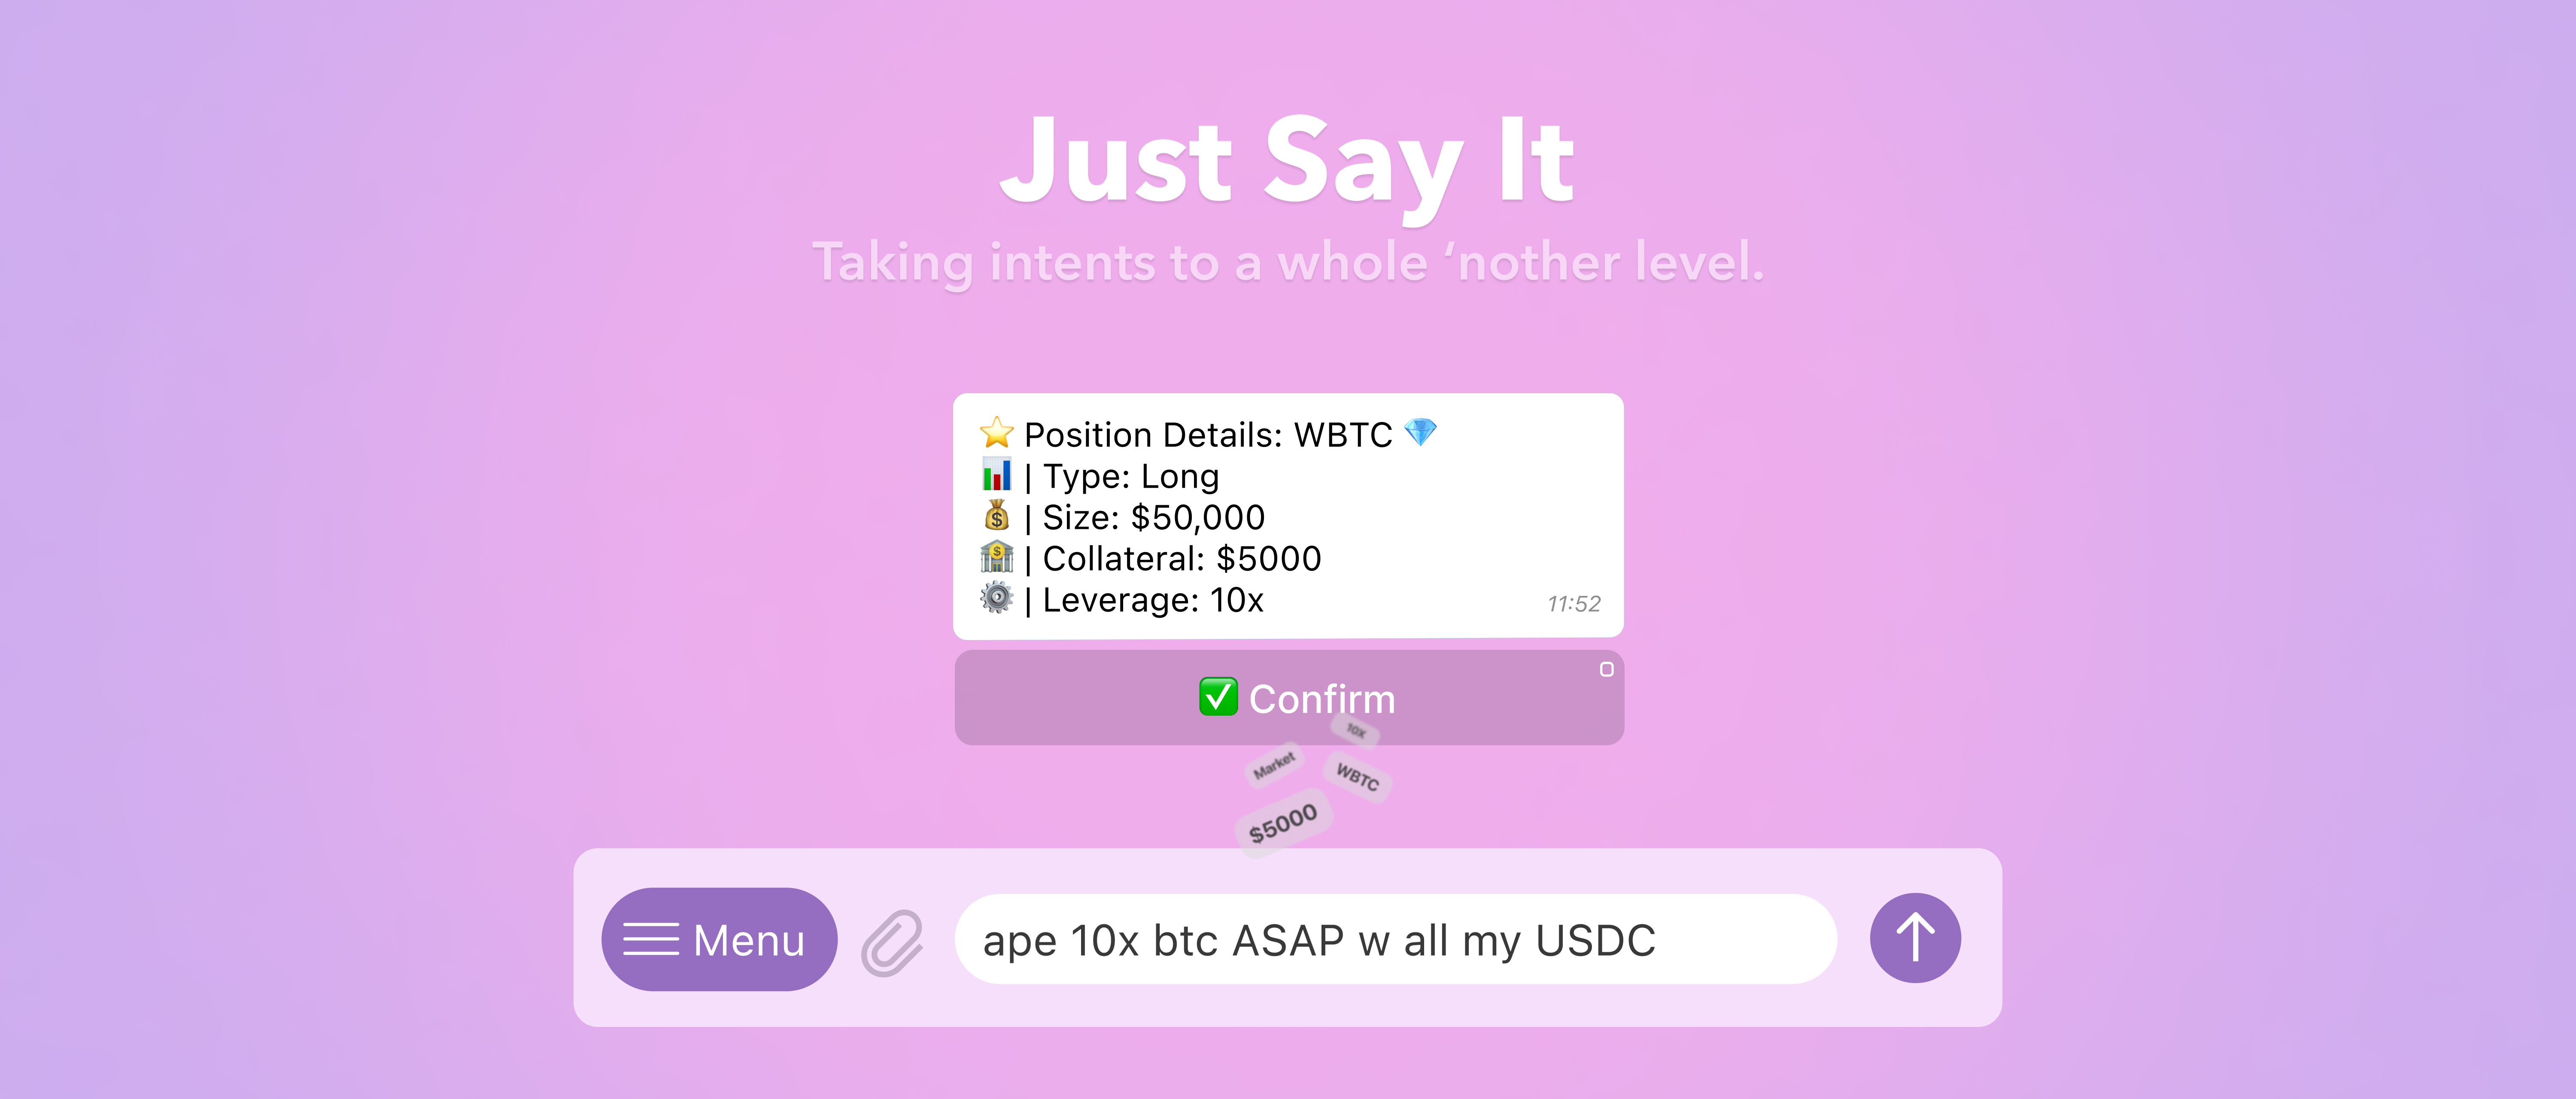 Just Say It
Taking intents to a whole ‘nother level.
⭐ Position Details: WBTC 💎
📊 | Type: Long
💰 | Size: $50,000
🏦 | Collateral: $5000
⚙️ | Leverage: 10x
11:52
✅ Confirm
10X
Market
WBTC
$5000
Menu
ape 10x btc ASAP w all my USDC